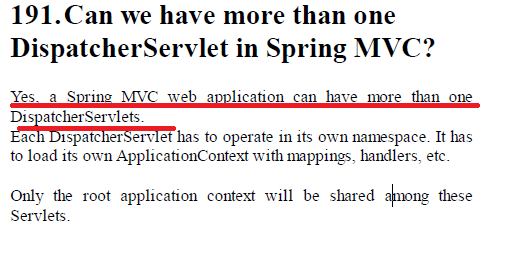 191.Can we have more than one
DispatcherServlet in Spring MVC?
Yes, a Spring MVC web application can have more than one
DispatcherServlets.
Each DispatcherServlet has to operate in its own namespace. It has
to load its own ApplicationContext with mappings, handlers, etc.
Only the root application context will be shared among these
Servlets.